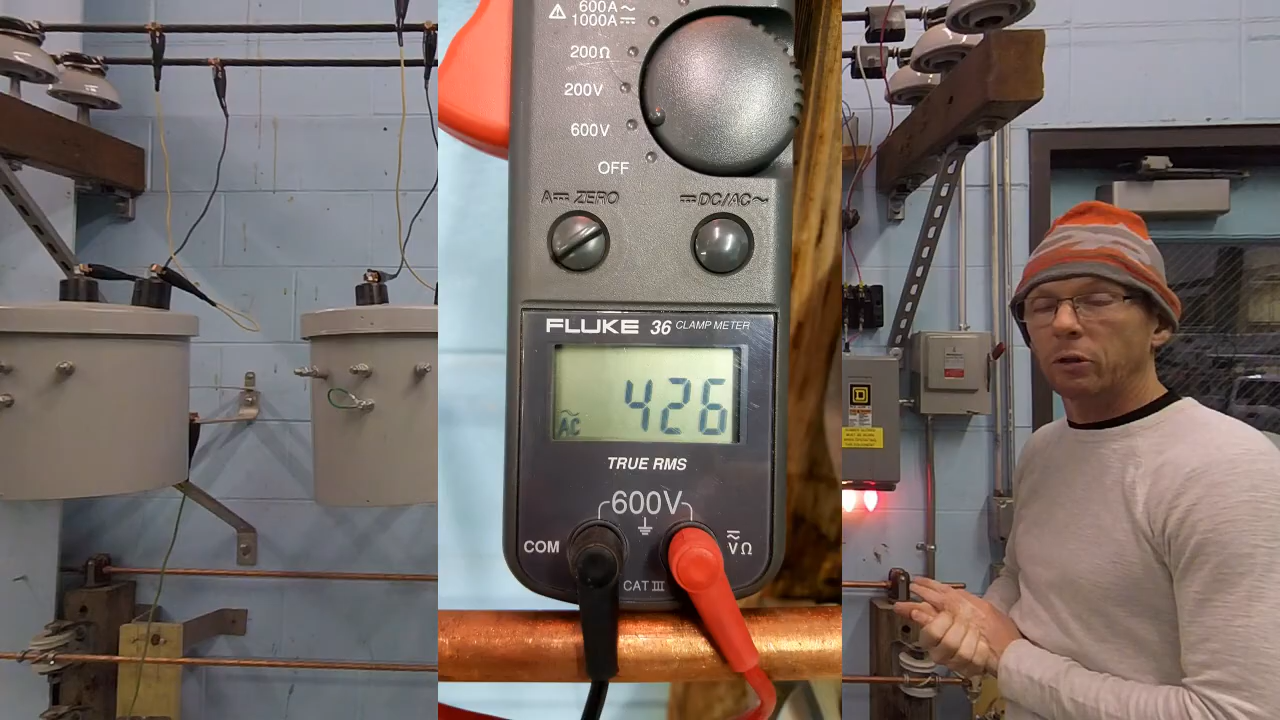 600A
1000A
200Ω
200V
600V
OFF
A ZERO
DC/AC
FLUKE 36 CLAMP METER
426
AC
TRUE RMS
600V
COM
VΩ
CAT III
D